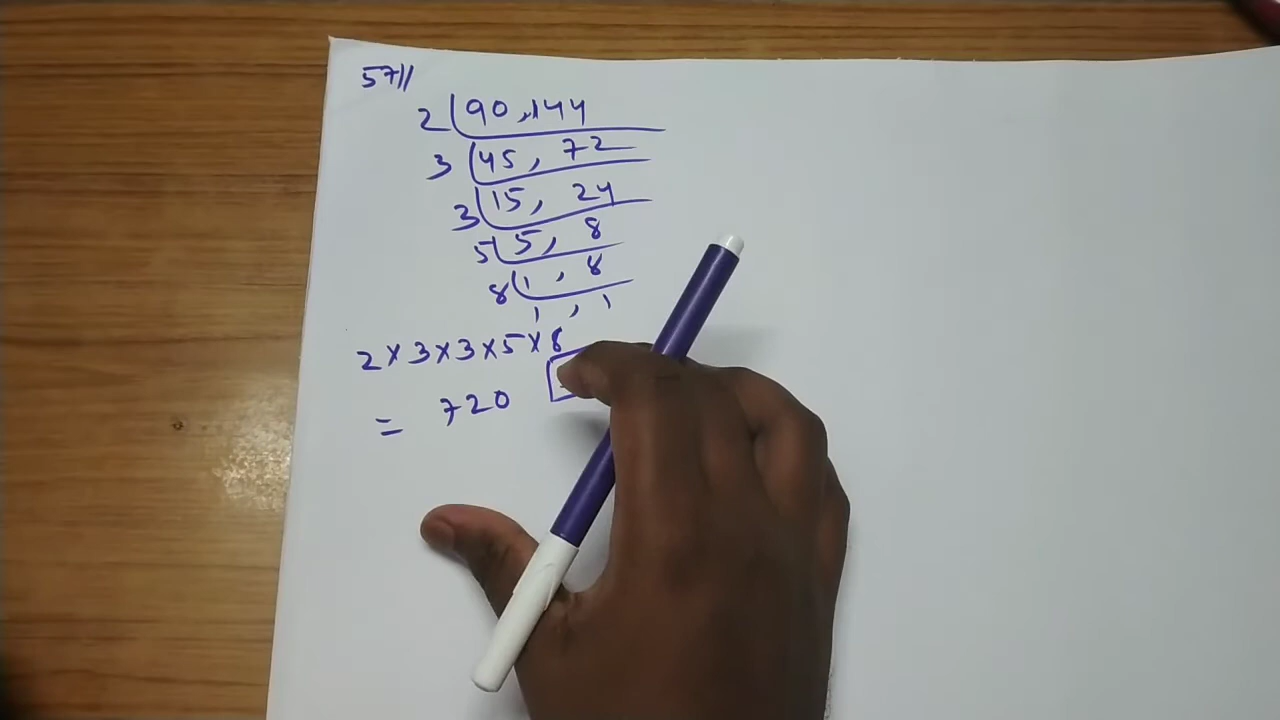 57//
2 90, 144
3 45, 72
3 15, 24
5 5, 8
8 1, 8
1, 1
2×3×3×5×8
= 720